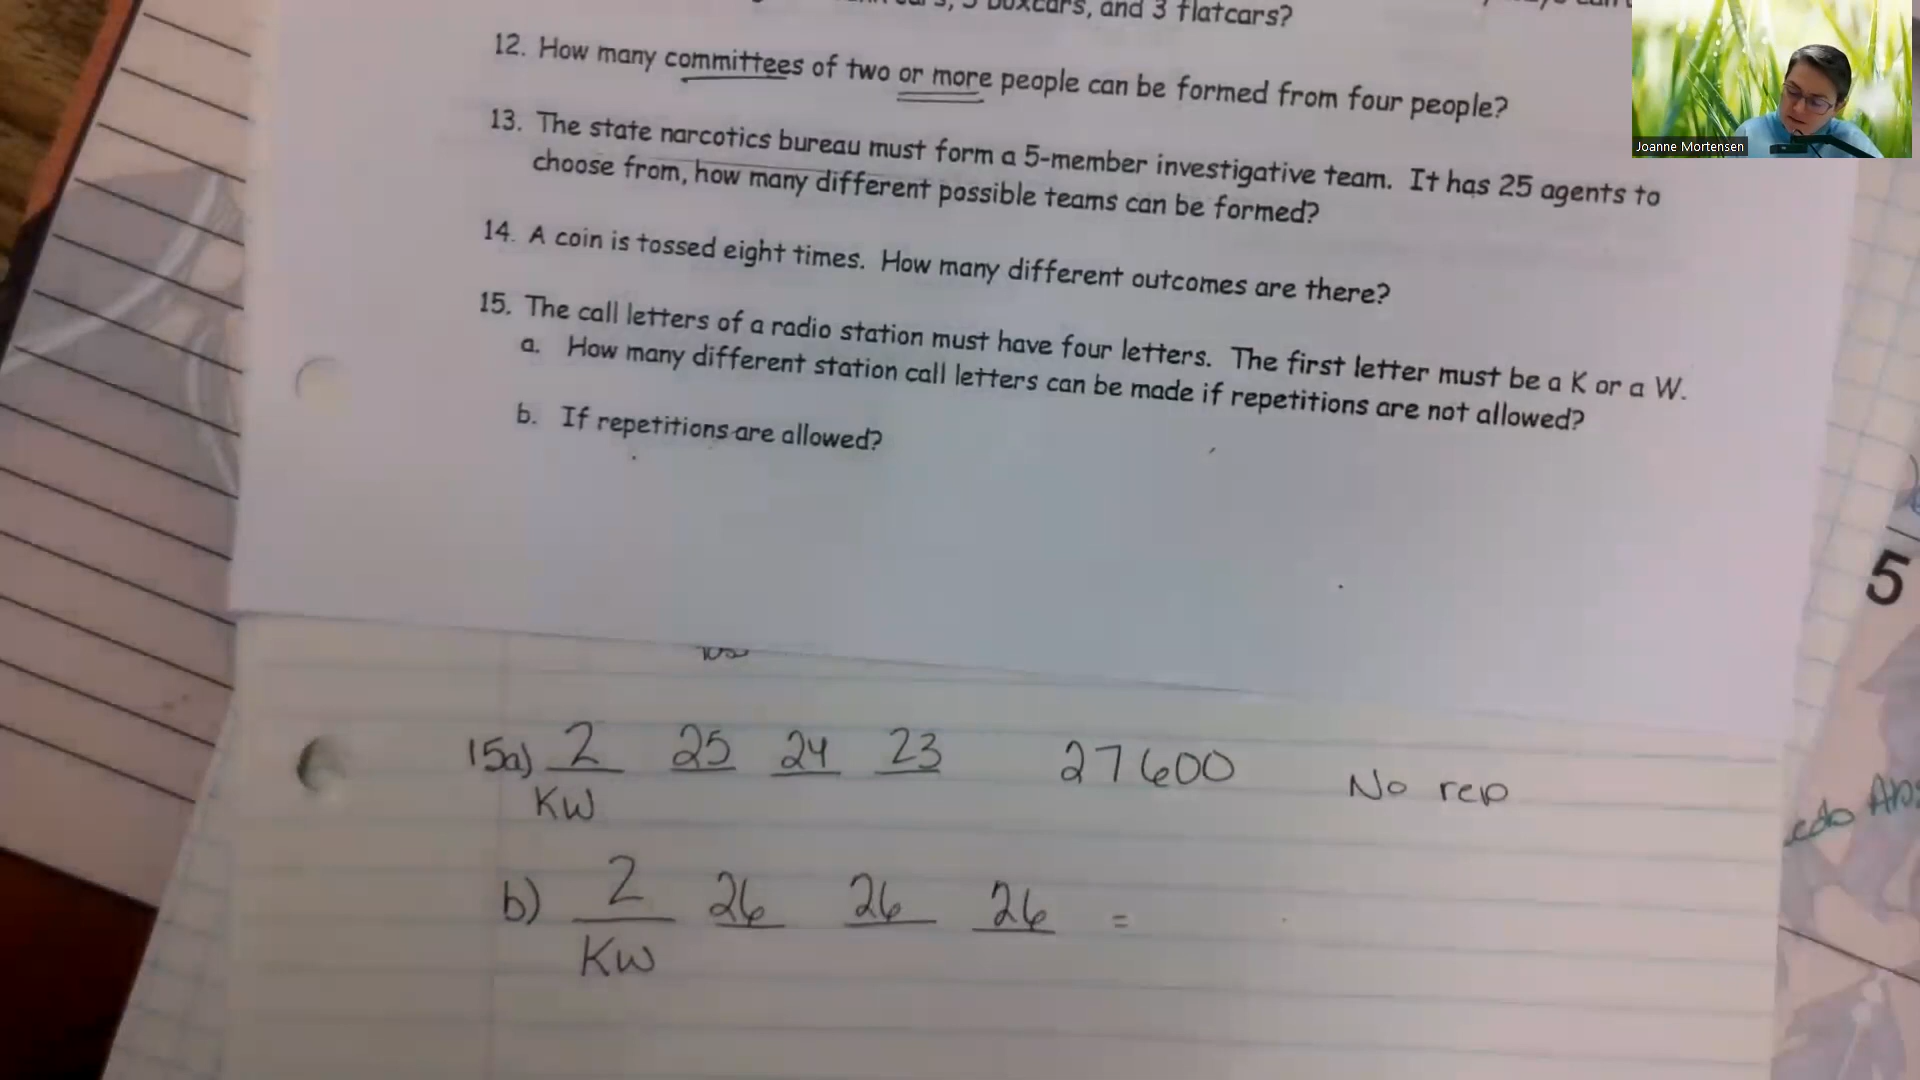 boxcars, and 3 flatcars?
12. How many committees of two or more people can be formed from four people?
13. The state narcotics bureau must form a 5-member investigative team. It has 25 agents to
choose from, how many different possible teams can be formed?
14. A coin is tossed eight times. How many different outcomes are there?
15. The call letters of a radio station must have four letters. The first letter must be a K or a W.
a. How many different station call letters can be made if repetitions are not allowed?
b. If repetitions are allowed?
15a) 2 25 24 23 27600 No rep
KW
b) 2 26 26 26 =
KW
5
Joanne Mortensen